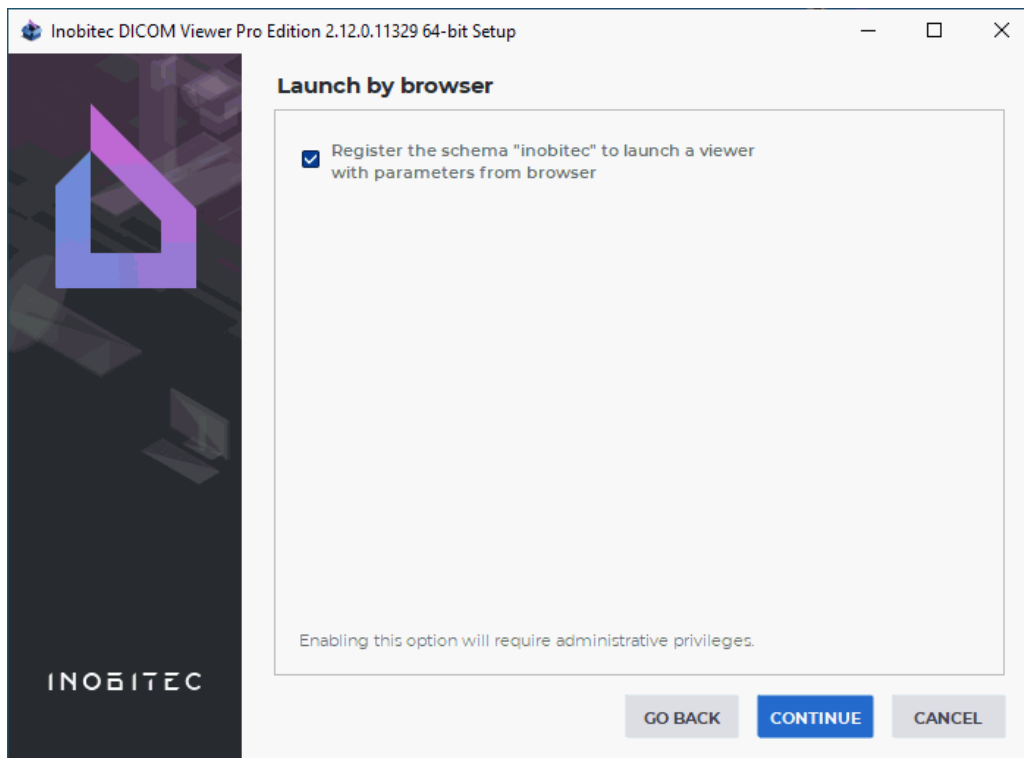 Inobitec DICOM Viewer Pro Edition 2.12.0.11329 64-bit Setup
Launch by browser
Register the schema "inobitec" to launch a viewer
with parameters from browser
Enabling this option will require administrative privileges.
INOBITEC
GO BACK CONTINUE CANCEL